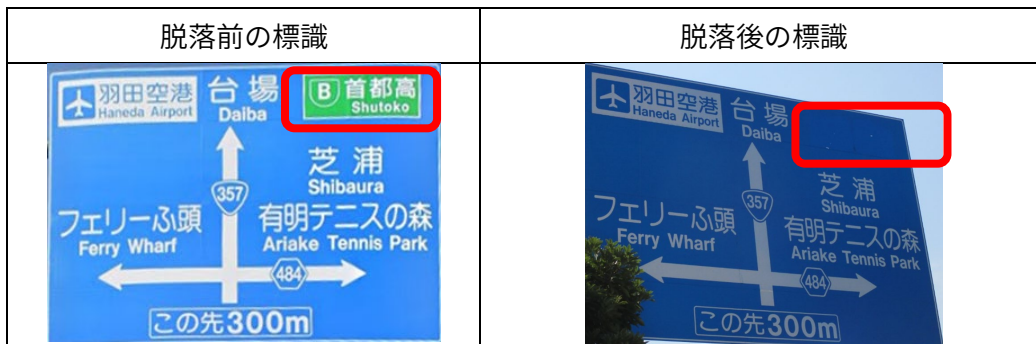 脱落前の標識
脱落後の標識
羽田空港
Haneda Airport
台場
Daiba
B 首都高
Shutoko
芝浦
Shibaura
357
フェリーふ頭
Ferry Wharf
有明テニスの森
Ariake Tennis Park
484
この先300m
羽田空港
Haneda Airport
台場
Daiba
芝浦
Shibaura
357
フェリーふ頭
Ferry Wharf
有明テニスの森
Ariake Tennis Park
484
この先300m